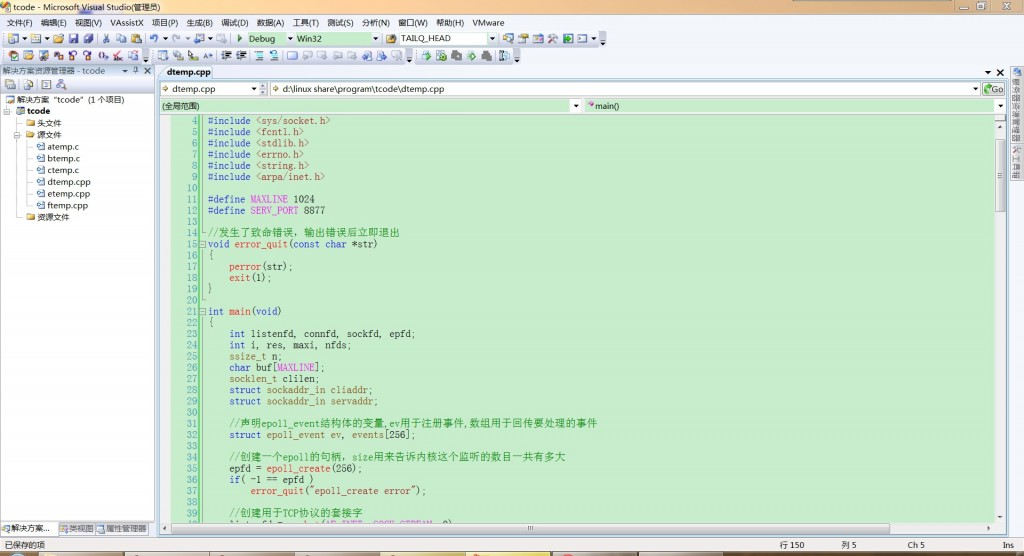 tcode - Microsoft Visual Studio(管理员)
文件(F) 编辑(E) 视图(V) VAssistX 项目(P) 生成(B) 调试(D) 数据(A) 工具(T) 测试(S) 分析(N) 窗口(W) 帮助(H) VMware
Debug Win32 TAILQ_HEAD
解决方案资源管理器 - tcode
解决方案 "tcode" (1 个项目)
tcode
头文件
源文件
atemp.c
btemp.c
ctemp.c
dtemp.cpp
etemp.cpp
ftemp.cpp
资源文件
dtemp.cpp
dtemp.cpp d:\linux share\program\tcode\dtemp.cpp Go
(全局范围) main()
4 #include <sys/socket.h>
5 #include <fcntl.h>
6 #include <stdlib.h>
7 #include <errno.h>
8 #include <string.h>
9 #include <arpa/inet.h>
10
11 #define MAXLINE 1024
12 #define SERV_PORT 8877
13
14 //发生了致命错误，输出错误后立即退出
15 void error_quit(const char *str)
16 {
17 perror(str);
18 exit(1);
19 }
20
21 int main(void)
22 {
23 int listenfd, connfd, sockfd, epfd;
24 int i, res, maxi, nfds;
25 ssize_t n;
26 char buf[MAXLINE];
27 socklen_t clilen;
28 struct sockaddr_in cliaddr;
29 struct sockaddr_in servaddr;
30
31 //声明epoll_event结构体的变量,ev用于注册事件,数组用于回传要处理的事件
32 struct epoll_event ev, events[256];
33
34 //创建一个epoll的句柄，size用来告诉内核这个监听的数目一共有多大
35 epfd = epoll_create(256);
36 if( -1 == epfd )
37 error_quit("epoll_create error");
38
39 //创建用于TCP协议的套接字
解决方案... 类视图 属性管理器
已保存的项
行 150 列 5 Ch 5 Ins